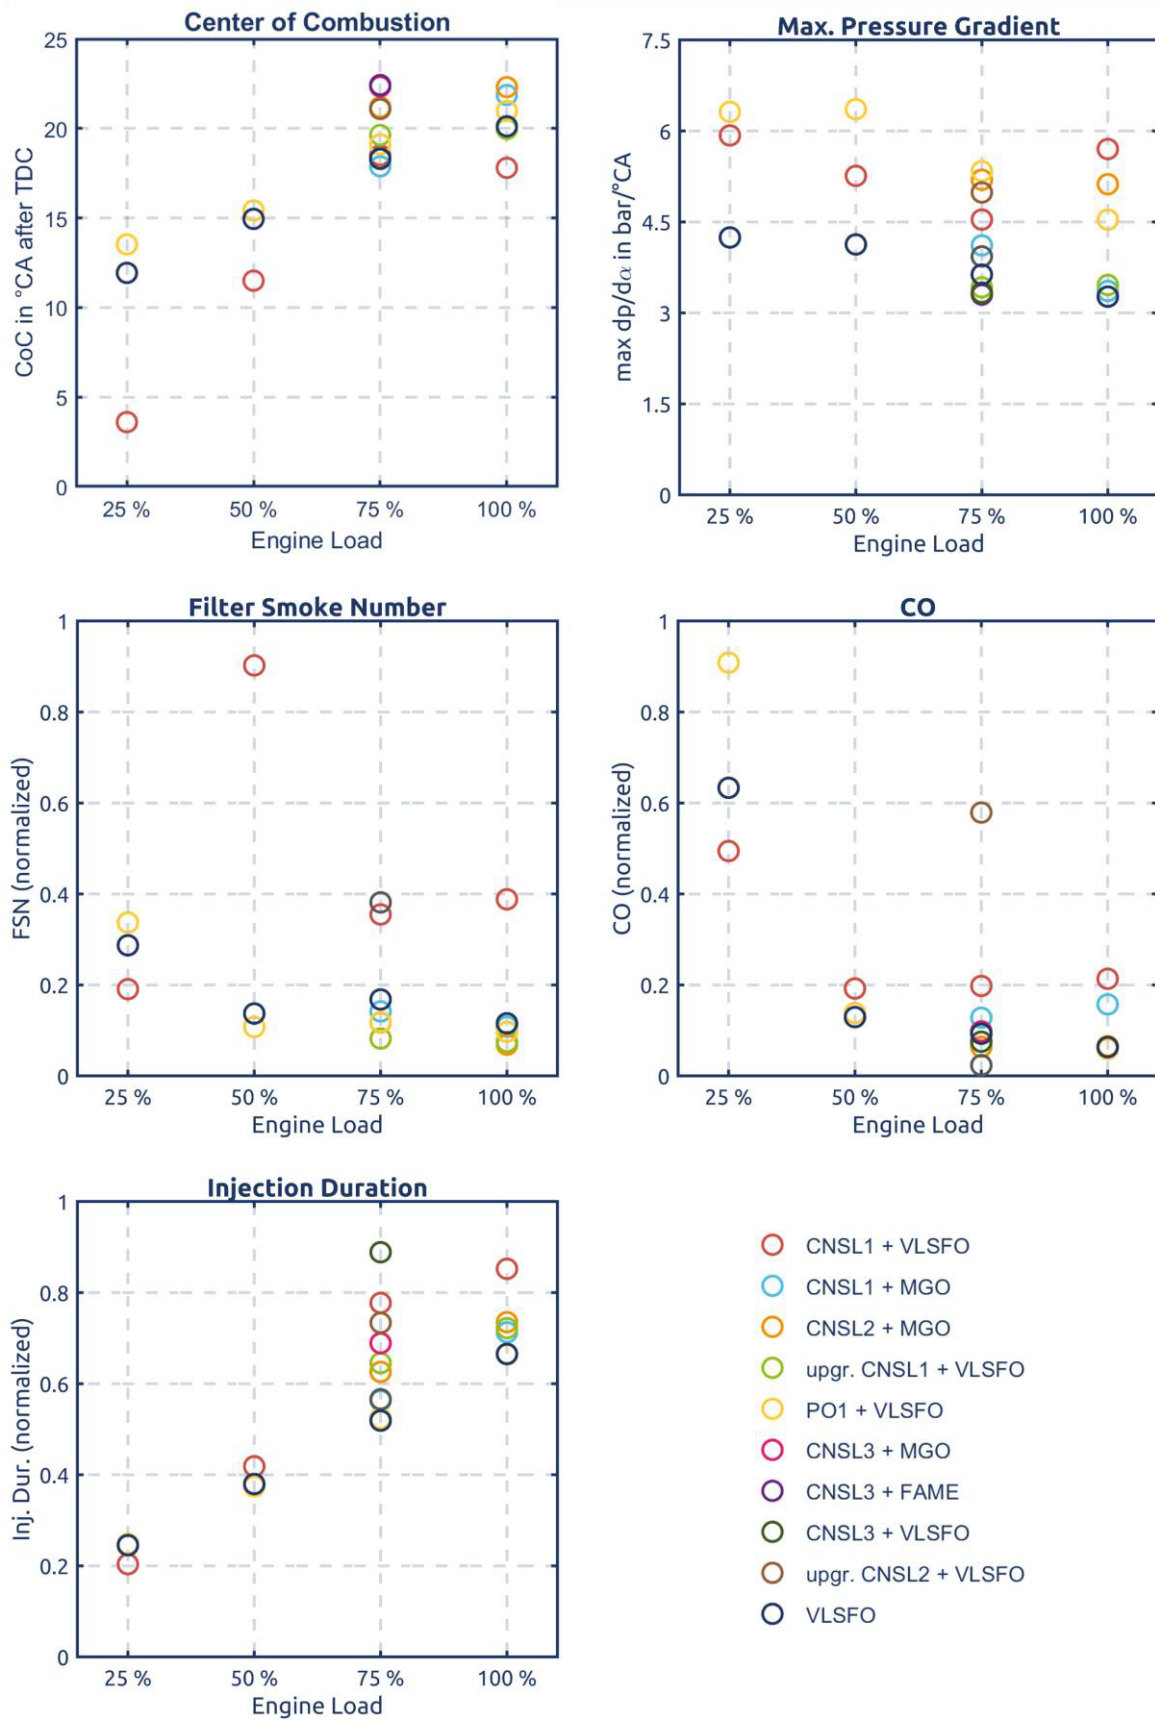 Center of Combustion
CoC in °CA after TDC
25
20
15
10
5
0
25 %
50 %
75 %
100 %
Engine Load
Max. Pressure Gradient
max dp/dα in bar/°CA
7.5
6
4.5
3
1.5
0
25 %
50 %
75 %
100 %
Engine Load
Filter Smoke Number
FSN (normalized)
1
0.8
0.6
0.4
0.2
0
25 %
50 %
75 %
100 %
Engine Load
CO
CO (normalized)
1
0.8
0.6
0.4
0.2
0
25 %
50 %
75 %
100 %
Engine Load
Injection Duration
Inj. Dur. (normalized)
1
0.8
0.6
0.4
0.2
0
25 %
50 %
75 %
100 %
Engine Load
CNSL1 + VLSFO
CNSL1 + MGO
CNSL2 + MGO
upgr. CNSL1 + VLSFO
PO1 + VLSFO
CNSL3 + MGO
CNSL3 + FAME
CNSL3 + VLSFO
upgr. CNSL2 + VLSFO
VLSFO